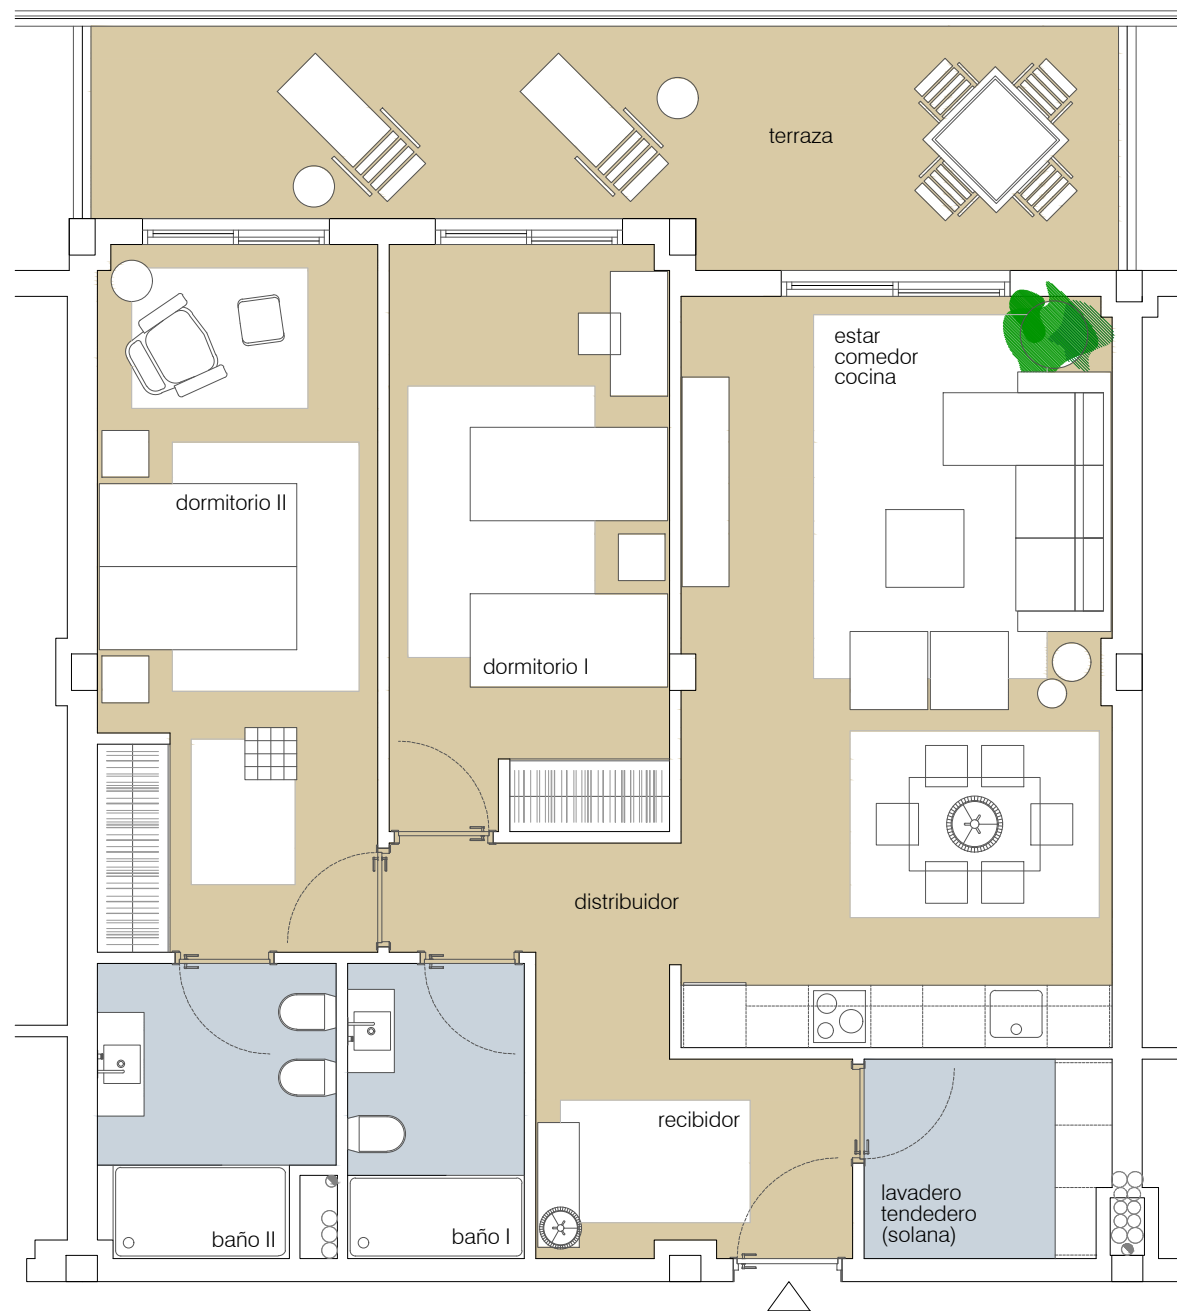 terraza
estar
comedor
cocina
dormitorio II
dormitorio I
distribuidor
recibidor
lavadero
tendedero
(solana)
baño II
baño I